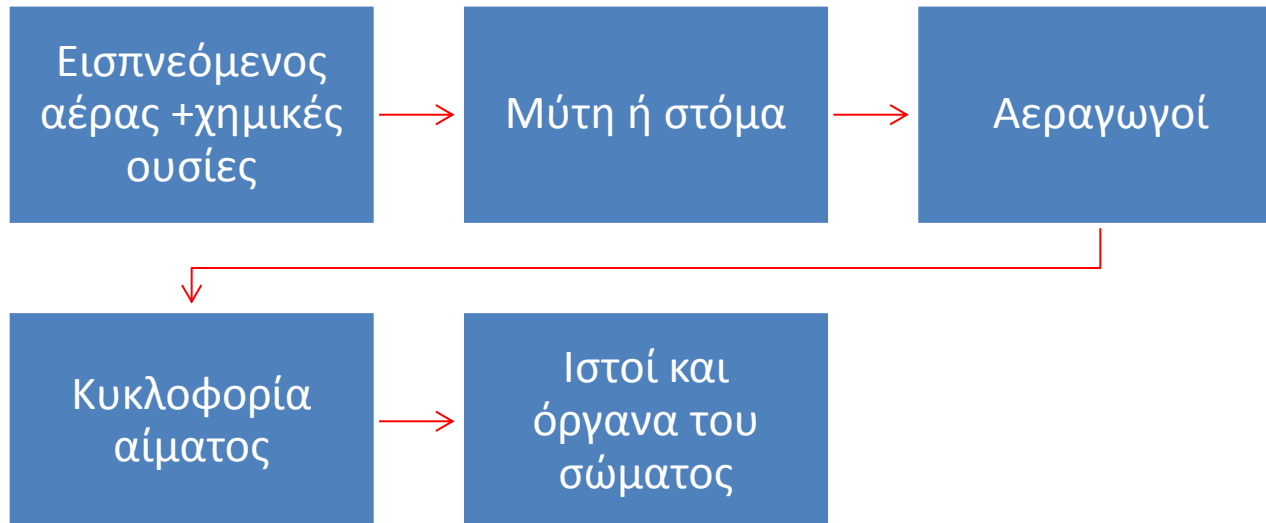 Εισπνεόμενος
αέρας +χημικές
ουσίες
Μύτη ή στόμα
Αεραγωγοί
Κυκλοφορία
αίματος
Ιστοί και
όργανα του
σώματος